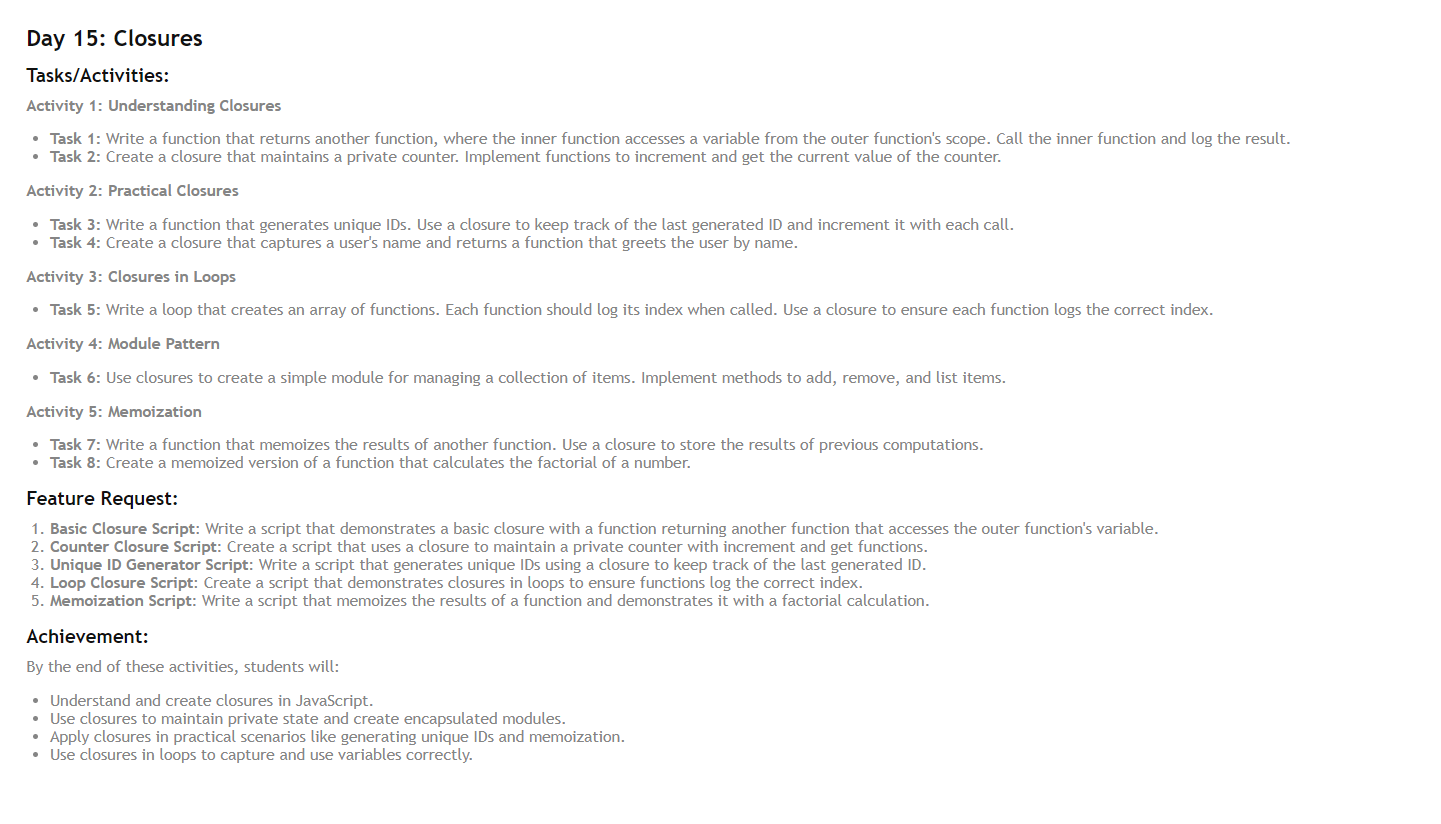 Day 15: Closures
Tasks/Activities:
Activity 1: Understanding Closures
• Task 1: Write a function that returns another function, where the inner function accesses a variable from the outer function's scope. Call the inner function and log the result.
• Task 2: Create a closure that maintains a private counter. Implement functions to increment and get the current value of the counter.
Activity 2: Practical Closures
• Task 3: Write a function that generates unique IDs. Use a closure to keep track of the last generated ID and increment it with each call.
• Task 4: Create a closure that captures a user's name and returns a function that greets the user by name.
Activity 3: Closures in Loops
• Task 5: Write a loop that creates an array of functions. Each function should log its index when called. Use a closure to ensure each function logs the correct index.
Activity 4: Module Pattern
• Task 6: Use closures to create a simple module for managing a collection of items. Implement methods to add, remove, and list items.
Activity 5: Memoization
• Task 7: Write a function that memoizes the results of another function. Use a closure to store the results of previous computations.
• Task 8: Create a memoized version of a function that calculates the factorial of a number.
Feature Request:
1. Basic Closure Script: Write a script that demonstrates a basic closure with a function returning another function that accesses the outer function's variable.
2. Counter Closure Script: Create a script that uses a closure to maintain a private counter with increment and get functions.
3. Unique ID Generator Script: Write a script that generates unique IDs using a closure to keep track of the last generated ID.
4. Loop Closure Script: Create a script that demonstrates closures in loops to ensure functions log the correct index.
5. Memoization Script: Write a script that memoizes the results of a function and demonstrates it with a factorial calculation.
Achievement:
By the end of these activities, students will:
• Understand and create closures in JavaScript.
• Use closures to maintain private state and create encapsulated modules.
• Apply closures in practical scenarios like generating unique IDs and memoization.
• Use closures in loops to capture and use variables correctly.